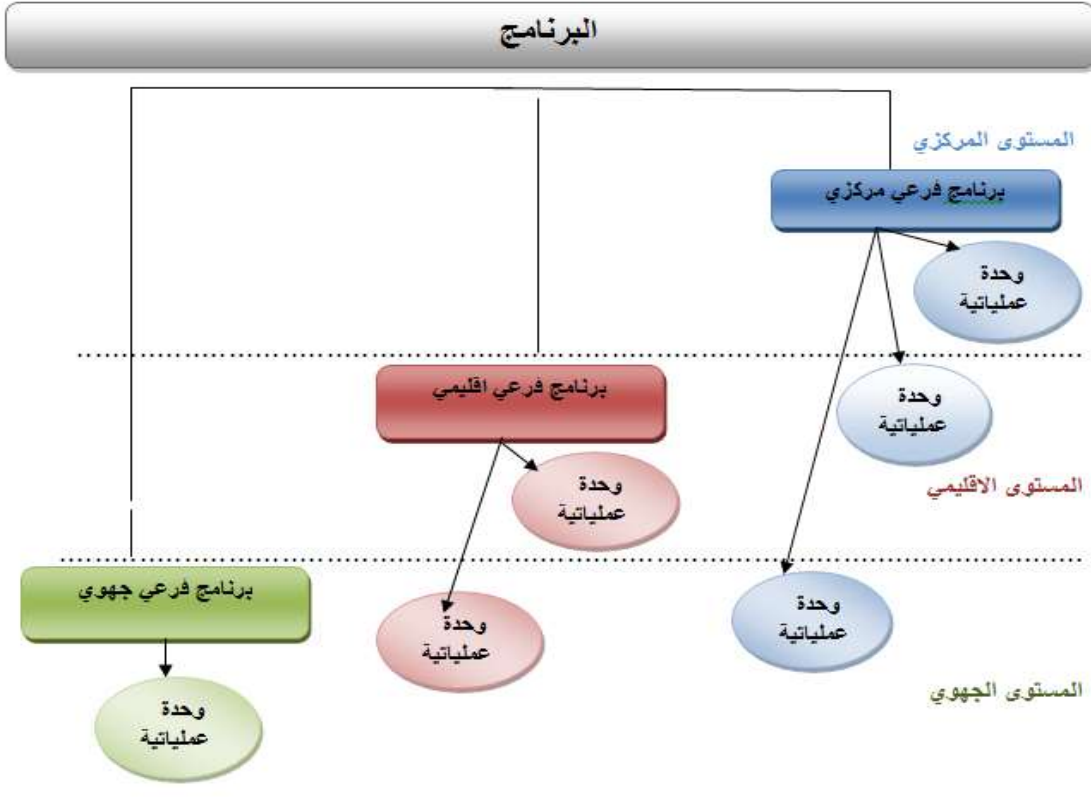 البرنامج
المستوى المركزي
برنامج فرعي مركزي
وحدة
عملياتية
برنامج فرعي اقليمي
وحدة
عملياتية
وحدة
عملياتية
المستوى الاقليمي
برنامج فرعي جهوي
وحدة
عملياتية
وحدة
عملياتية
المستوى الجهوي
وحدة
عملياتية